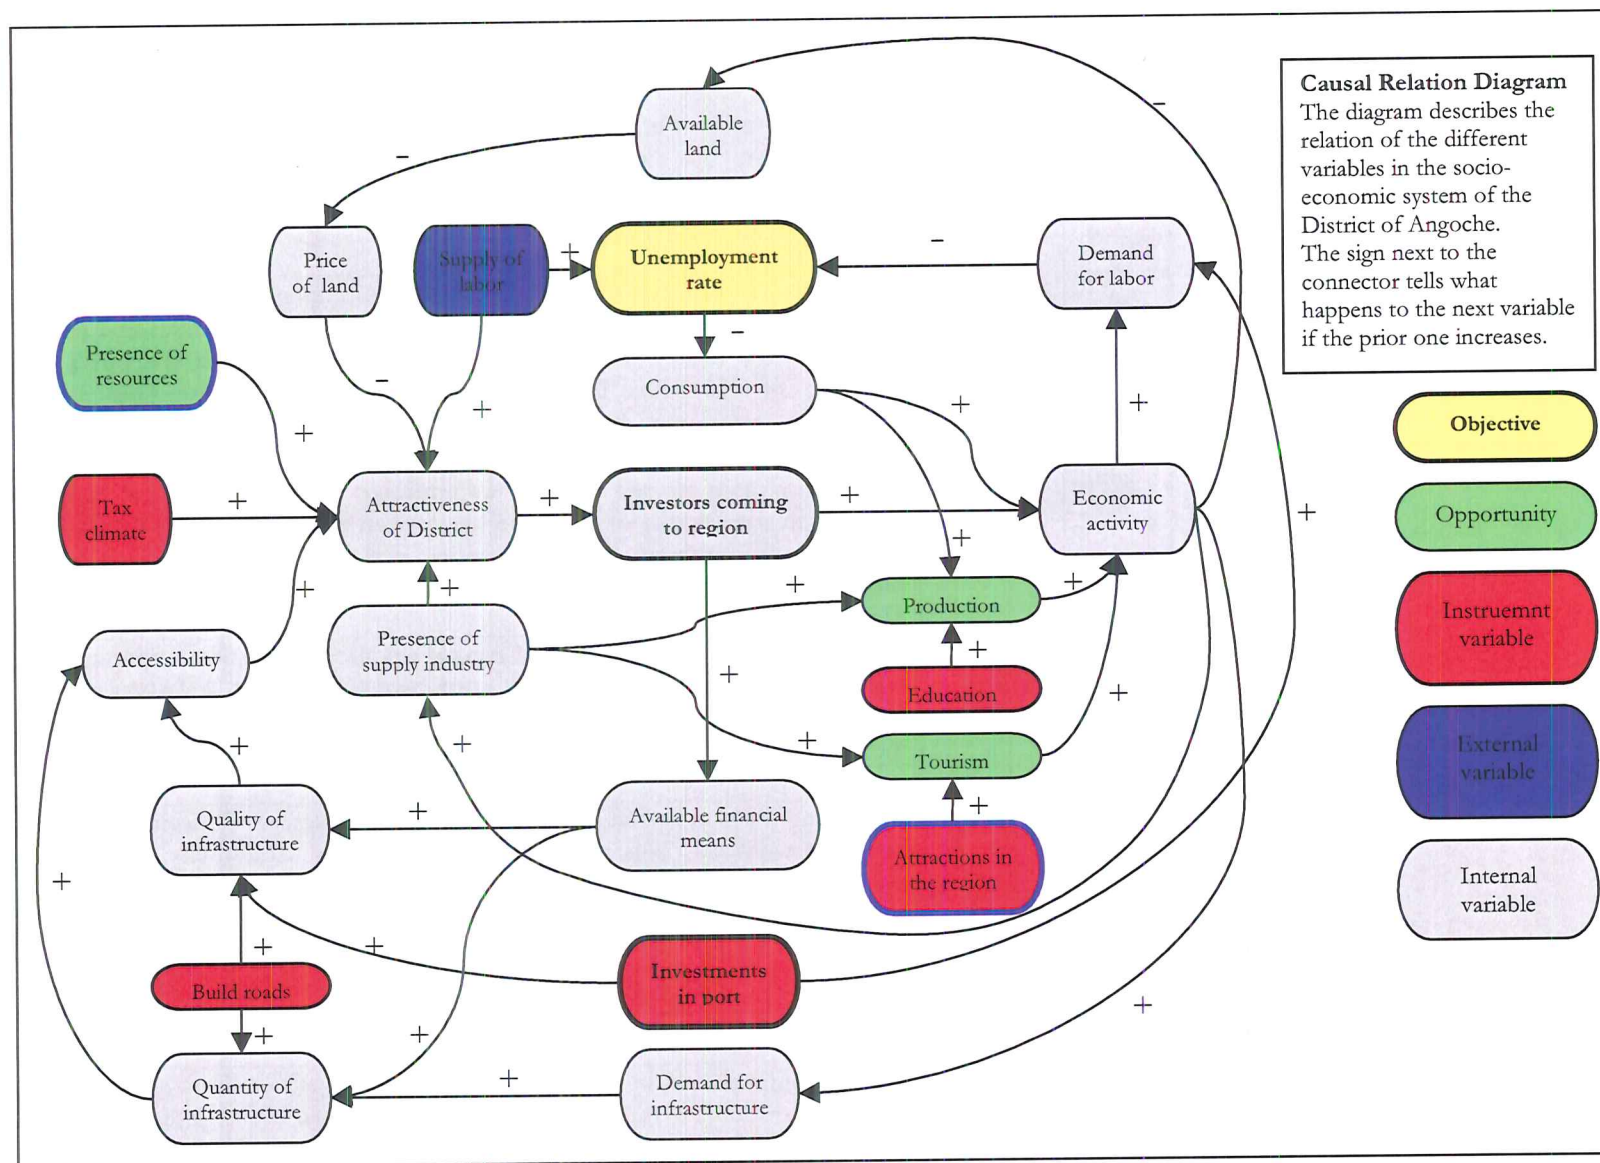 Causal Relation Diagram
The diagram describes the
relation of the different
variables in the socio-
economic system of the
District of Angoche.
The sign next to the
connector tells what
happens to the next variable
if the prior one increases.
Available
land
−
−
Price
of land
Supply of
labor
+
Unemployment
rate
−
Demand
for labor
Presence of
resources
−
−
Consumption
+
+
+
+
+
Objective
Tax
climate
+
Attractiveness
of District
+
Investors coming
to region
+
Economic
activity
+
Opportunity
+
+
+
+
+
Production
Instruemnt
variable
Accessibility
Presence of
supply industry
+
Education
+
+
+
+
+
+
Tourism
External
variable
Quality of
infrastructure
+
Available financial
means
+
Attractions in
the region
+
Internal
variable
+
+
Build roads
Investments
in port
+
+
+
+
Quantity of
infrastructure
+
Demand for
infrastructure